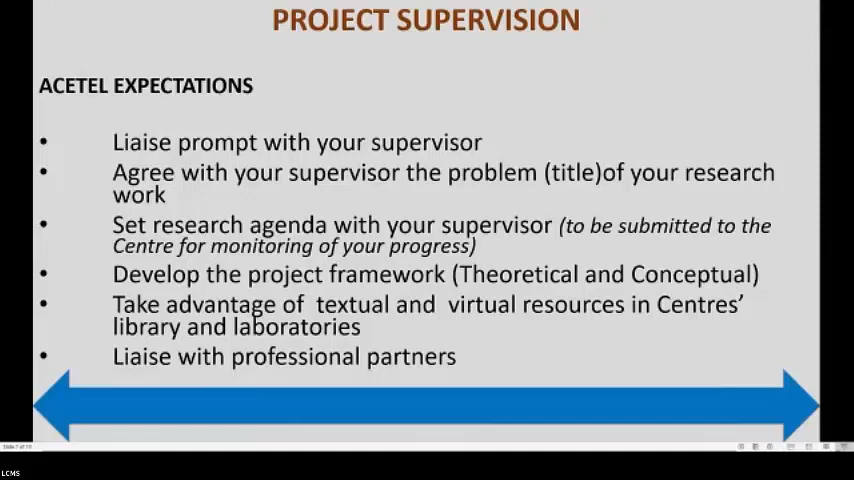 PROJECT SUPERVISION
ACETEL EXPECTATIONS
• Liaise prompt with your supervisor
• Agree with your supervisor the problem (title)of your research
work
• Set research agenda with your supervisor (to be submitted to the
Centre for monitoring of your progress)
• Develop the project framework (Theoretical and Conceptual)
• Take advantage of textual and virtual resources in Centres’
library and laboratories
• Liaise with professional partners
LCMS